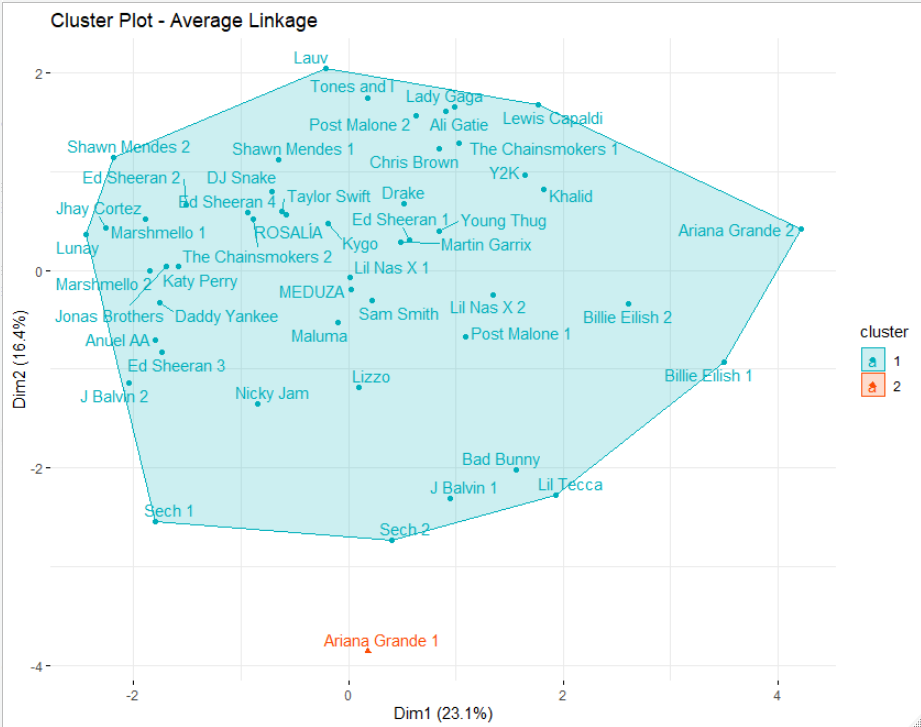 Cluster Plot - Average Linkage
Lauv
2
Tones and I
Lady Gaga
Post Malone 2
Ali Gatie
Lewis Capaldi
Shawn Mendes 2
Shawn Mendes 1
The Chainsmokers 1
Chris Brown
Ed Sheeran 2
DJ Snake
Y2K
Ed Sheeran 4
Taylor Swift
Drake
Khalid
Jhay Cortez
Ed Sheeran 1
Young Thug
Marshmello 1
ROSALÍA
Ariana Grande 2
Lunay
Kygo
Martin Garrix
The Chainsmokers 2
0
Lil Nas X 1
Marshmello 2
Katy Perry
MEDUZA
Jonas Brothers
Daddy Yankee
Sam Smith
Lil Nas X 2
Billie Eilish 2
Anuel AA
Maluma
Post Malone 1
Ed Sheeran 3
Lizzo
Billie Eilish 1
J Balvin 2
Nicky Jam
Bad Bunny
-2
J Balvin 1
Lil Tecca
Sech 1
Sech 2
Ariana Grande 1
-4
-2
0
2
4
Dim1 (23.1%)
Dim2 (16.4%)
cluster
a 1
a 2